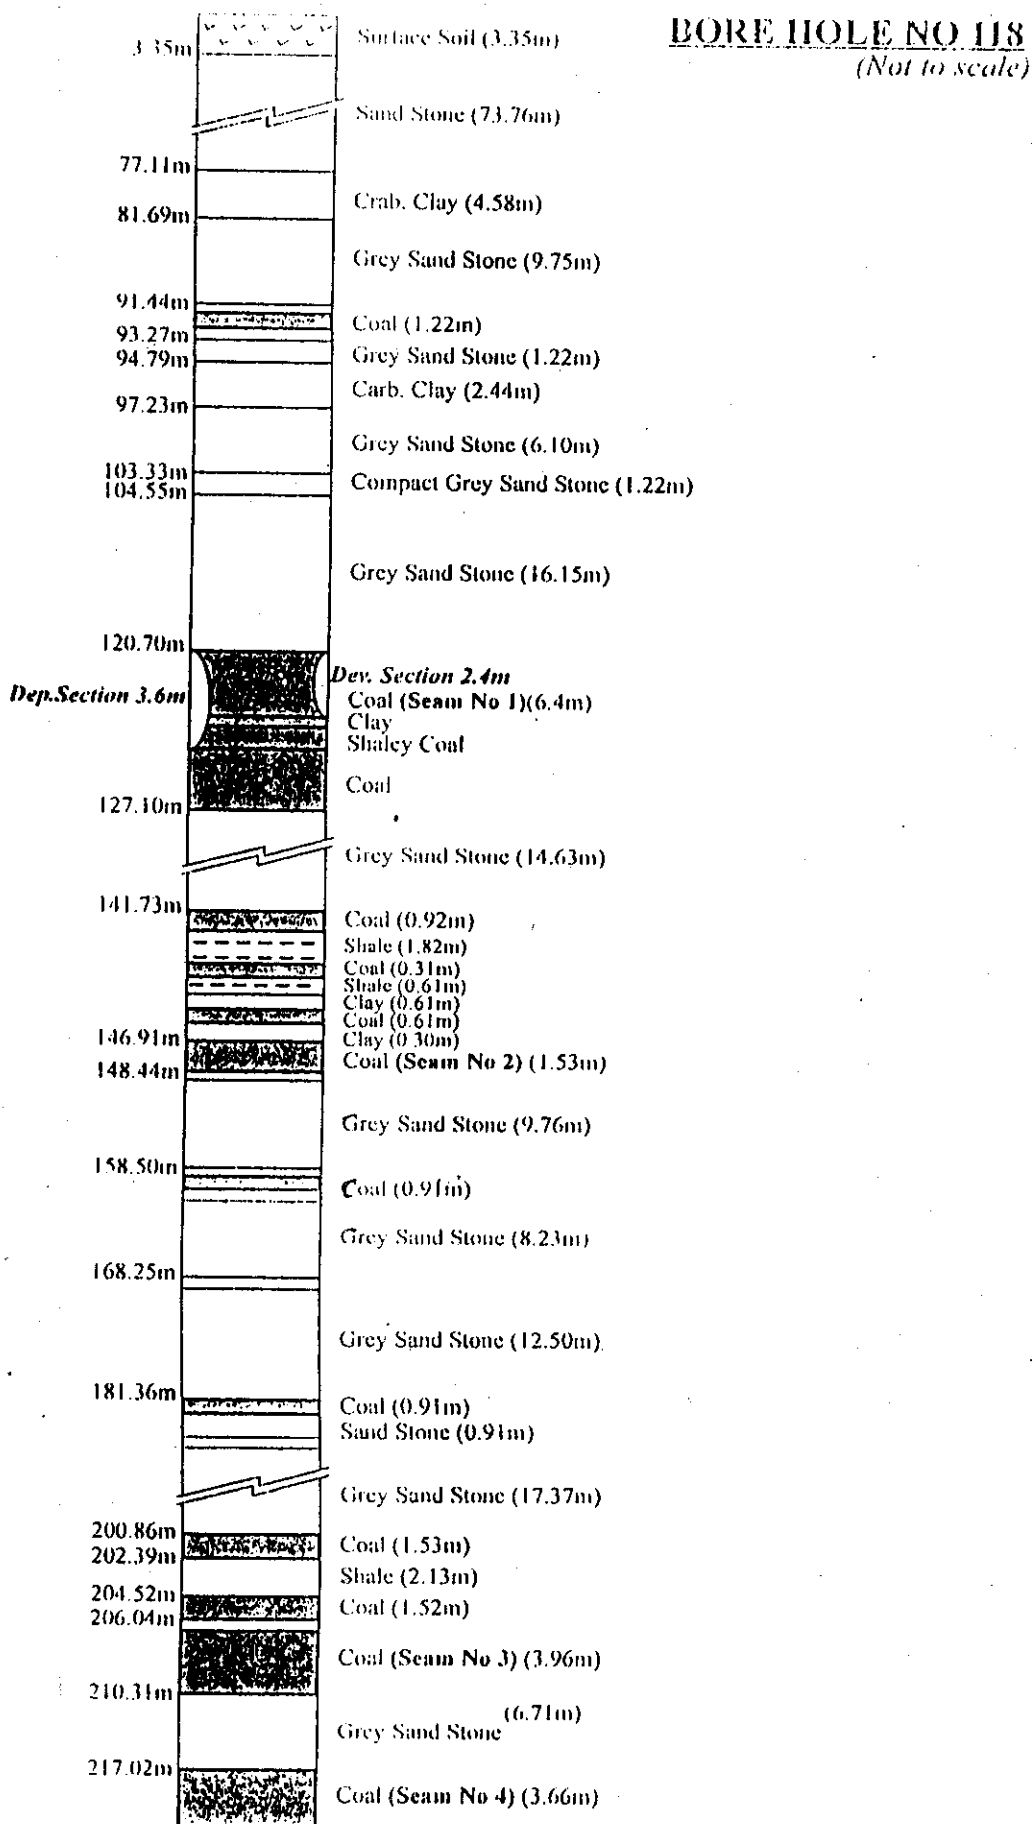 BORE HOLE NO 118
(Not to scale)
3.35m
Surface Soil (3.35m)
Sand Stone (73.76m)
77.11m
Crab. Clay (4.58m)
81.69m
Grey Sand Stone (9.75m)
91.44m
Coal (1.22m)
93.27m
Grey Sand Stone (1.22m)
94.79m
Carb. Clay (2.44m)
97.23m
Grey Sand Stone (6.10m)
103.33m
Compact Grey Sand Stone (1.22m)
104.55m
Grey Sand Stone (16.15m)
120.70m
Dev. Section 2.4m
Dep.Section 3.6m
Coal (Seam No 1)(6.4m)
Clay
Shaley Coal
Coal
127.10m
Grey Sand Stone (14.63m)
141.73m
Coal (0.92m)
Shale (1.82m)
Coal (0.31m)
Shale (0.61m)
Clay (0.61m)
Coal (0.61m)
146.91m
Clay (0.30m)
Coal (Seam No 2) (1.53m)
148.44m
Grey Sand Stone (9.76m)
158.50m
Coal (0.91m)
Grey Sand Stone (8.23m)
168.25m
Grey Sand Stone (12.50m)
181.36m
Coal (0.91m)
Sand Stone (0.91m)
Grey Sand Stone (17.37m)
200.86m
Coal (1.53m)
202.39m
Shale (2.13m)
204.52m
Coal (1.52m)
206.04m
Coal (Seam No 3) (3.96m)
210.31m
(6.71m)
Grey Sand Stone
217.02m
Coal (Seam No 4) (3.66m)